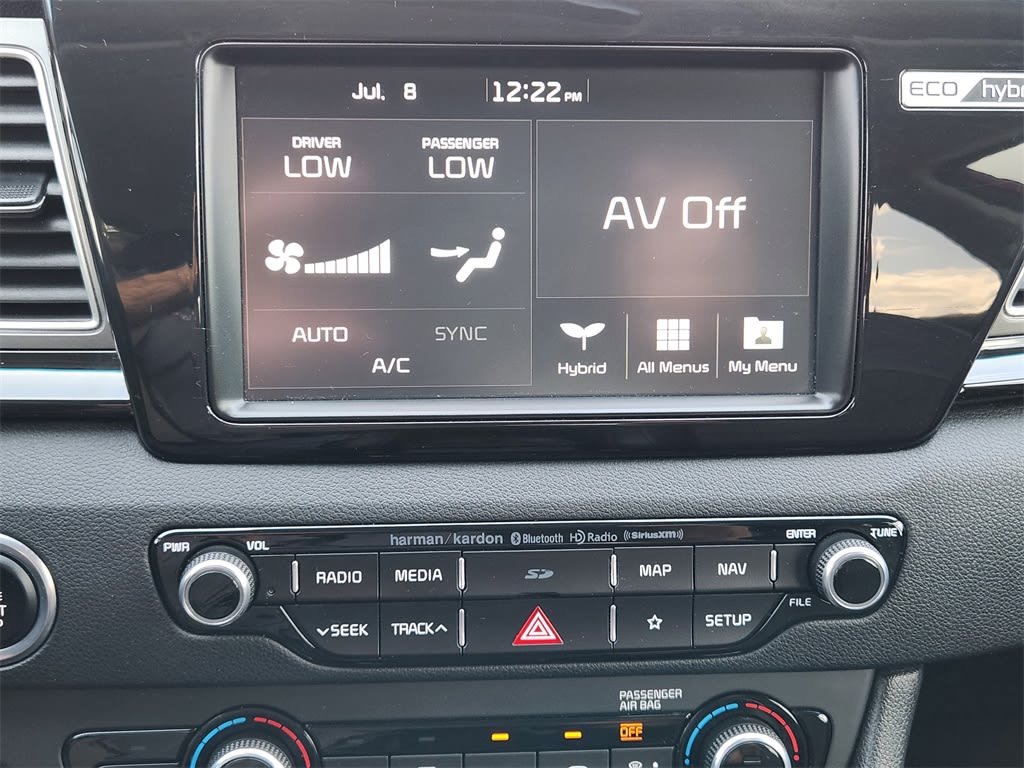 Jul. 8 12:22 PM
ECO hybr
DRIVER PASSENGER
LOW LOW
AV Off
AUTO SYNC
A/C
Hybrid All Menus My Menu
harman/kardon Bluetooth HD Radio ((SiriusXM))
PWR VOL ENTER TUNE
RADIO MEDIA SD MAP NAV
FILE
SEEK TRACK SETUP
PASSENGER
AIR BAG
OFF